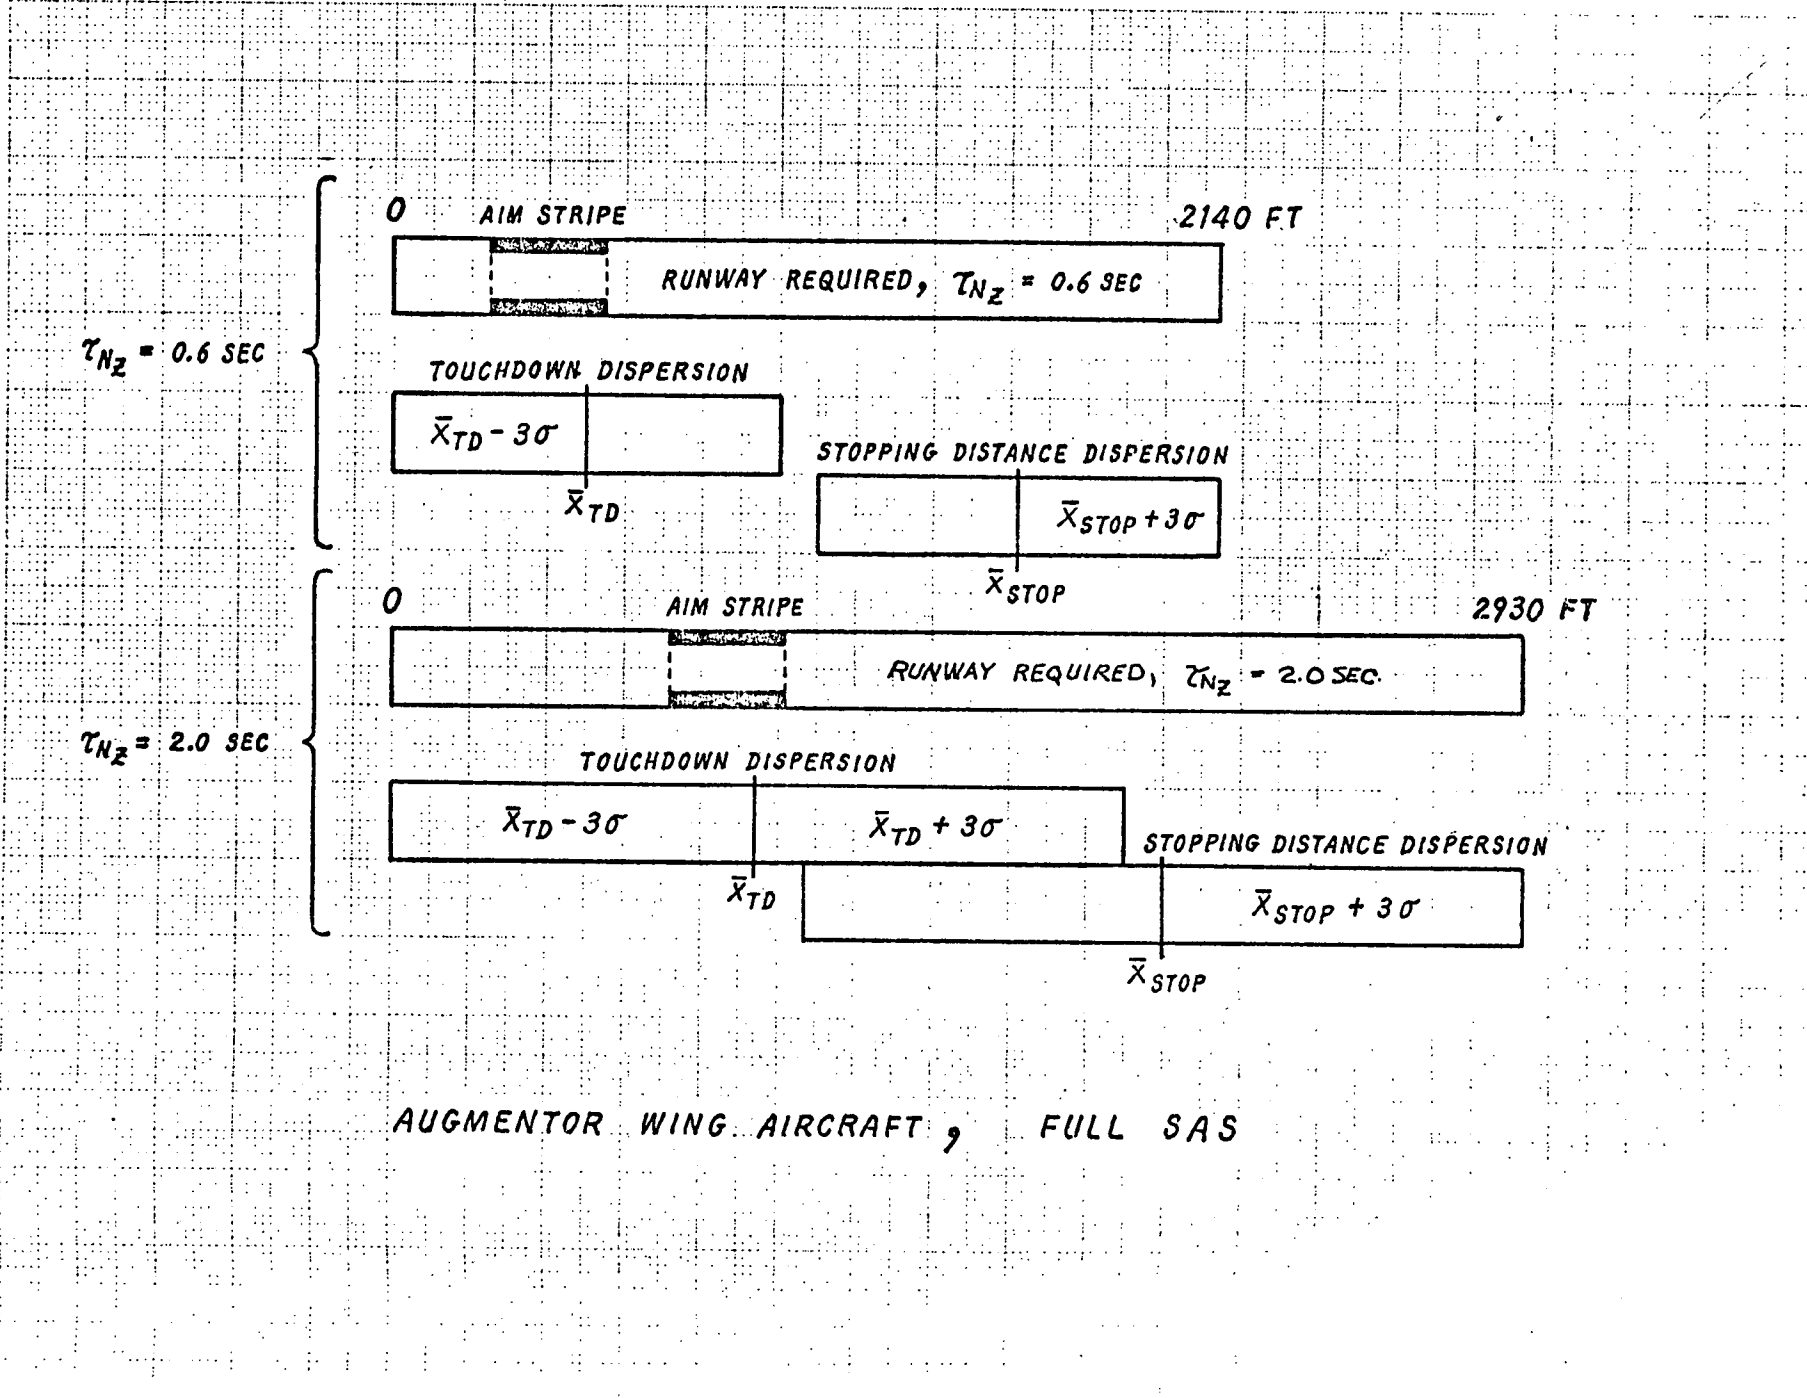 0 AIM STRIPE 2140 FT
RUNWAY REQUIRED, τNZ = 0.6 SEC
τNZ = 0.6 SEC
TOUCHDOWN DISPERSION
X̄TD - 3σ
X̄TD
STOPPING DISTANCE DISPERSION
X̄STOP + 3σ
X̄STOP
0 AIM STRIPE 2930 FT
RUNWAY REQUIRED, τNZ = 2.0 SEC.
τNZ = 2.0 SEC
TOUCHDOWN DISPERSION
X̄TD - 3σ X̄TD + 3σ
X̄TD
STOPPING DISTANCE DISPERSION
X̄STOP + 3σ
X̄STOP
AUGMENTOR WING AIRCRAFT, FULL SAS